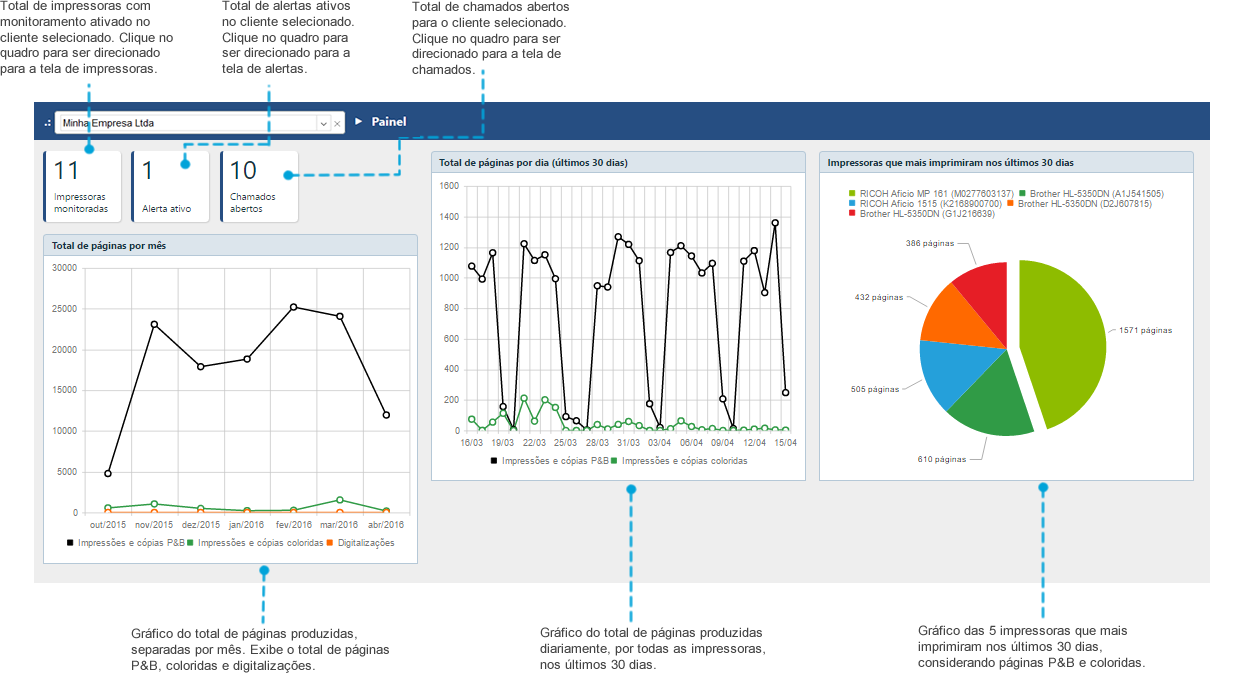 Total de impressoras com
monitoramento ativado no
cliente selecionado. Clique no
quadro para ser direcionado
para a tela de impressoras.
Total de alertas ativos
no cliente selecionado.
Clique no quadro para
ser direcionado para a
tela de alertas.
Total de chamados abertos
para o cliente selecionado.
Clique no quadro para ser
direcionado para a tela de
chamados.
.: Minha Empresa Ltda
Painel
11
Impressoras
monitoradas
1
Alerta ativo
10
Chamados
abertos
Total de páginas por mês
30000
25000
20000
15000
10000
5000
0
out/2015 nov/2015 dez/2015 jan/2016 fev/2016 mar/2016 abr/2016
Impressões e cópias P&B Impressões e cópias coloridas Digitalizações
Total de páginas por dia (últimos 30 dias)
1600
1400
1200
1000
800
600
400
200
0
16/03 19/03 22/03 25/03 28/03 31/03 03/04 06/04 09/04 12/04 15/04
Impressões e cópias P&B Impressões e cópias coloridas
Impressoras que mais imprimiram nos últimos 30 dias
RICOH Aficio MP 161 (M0277603137) Brother HL-5350DN (A1J541505)
RICOH Aficio 1515 (K2168900700) Brother HL-5350DN (D2J607815)
Brother HL-5350DN (G1J216639)
386 páginas
432 páginas
1571 páginas
505 páginas
610 páginas
Gráfico do total de páginas produzidas,
separadas por mês. Exibe o total de páginas
P&B, coloridas e digitalizações.
Gráfico do total de páginas produzidas
diariamente, por todas as impressoras,
nos últimos 30 dias.
Gráfico das 5 impressoras que mais
imprimiram nos últimos 30 dias,
considerando páginas P&B e coloridas.